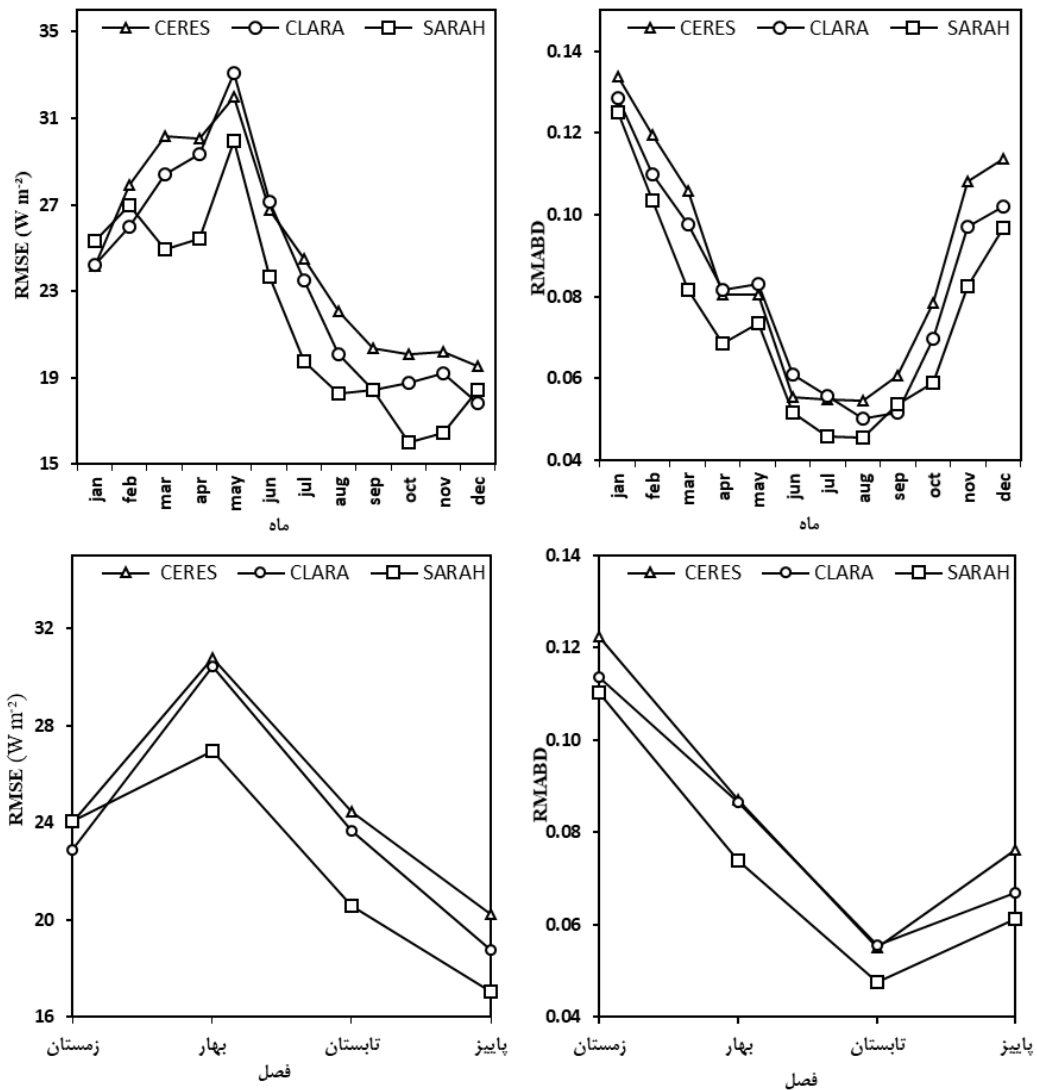 CERES CLARA SARAH
RMSE (W m⁻²)
35
31
27
23
19
15
jan feb mar apr may jun jul aug sep oct nov dec
ماه
CERES CLARA SARAH
RMABD
0.14
0.12
0.10
0.08
0.06
0.04
jan feb mar apr may jun jul aug sep oct nov dec
ماه
CERES CLARA SARAH
RMSE (W m⁻²)
32
28
24
20
16
زمستان بهار تابستان پاییز
فصل
CERES CLARA SARAH
RMABD
0.14
0.12
0.10
0.08
0.06
0.04
زمستان بهار تابستان پاییز
فصل